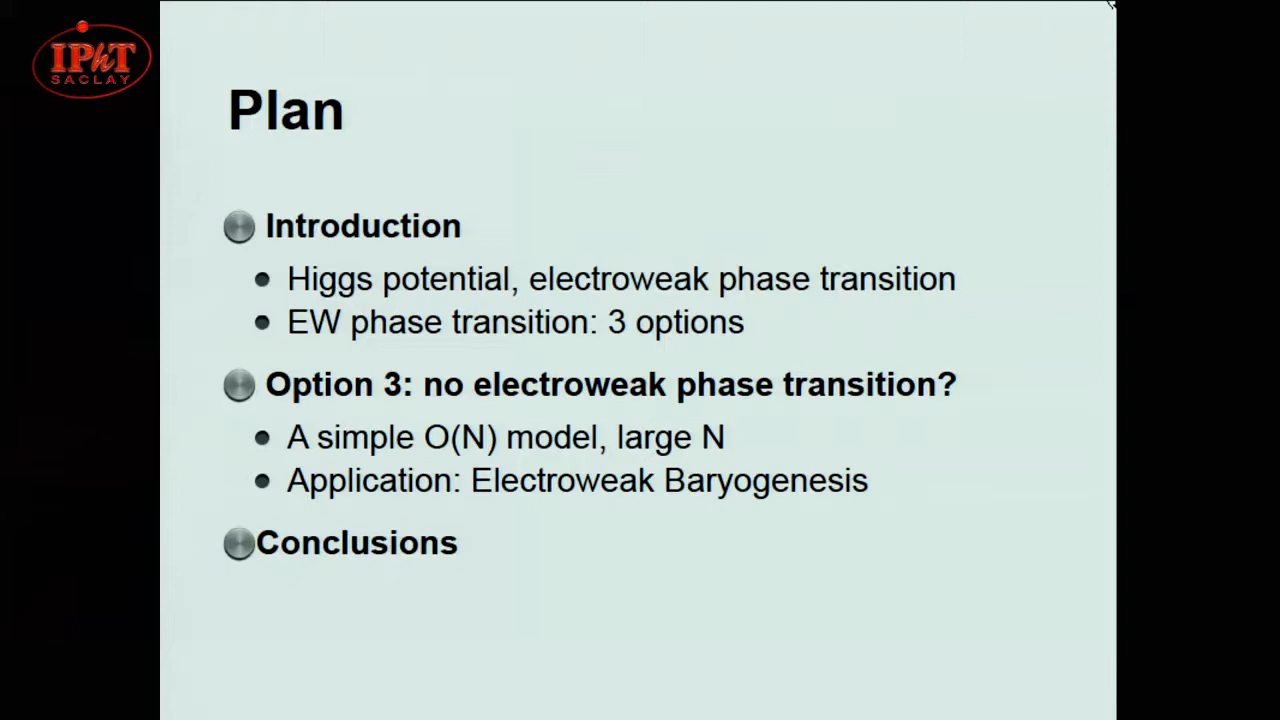 IPhT
SACLAY
Plan
Introduction
Higgs potential, electroweak phase transition
EW phase transition: 3 options
Option 3: no electroweak phase transition?
A simple O(N) model, large N
Application: Electroweak Baryogenesis
Conclusions